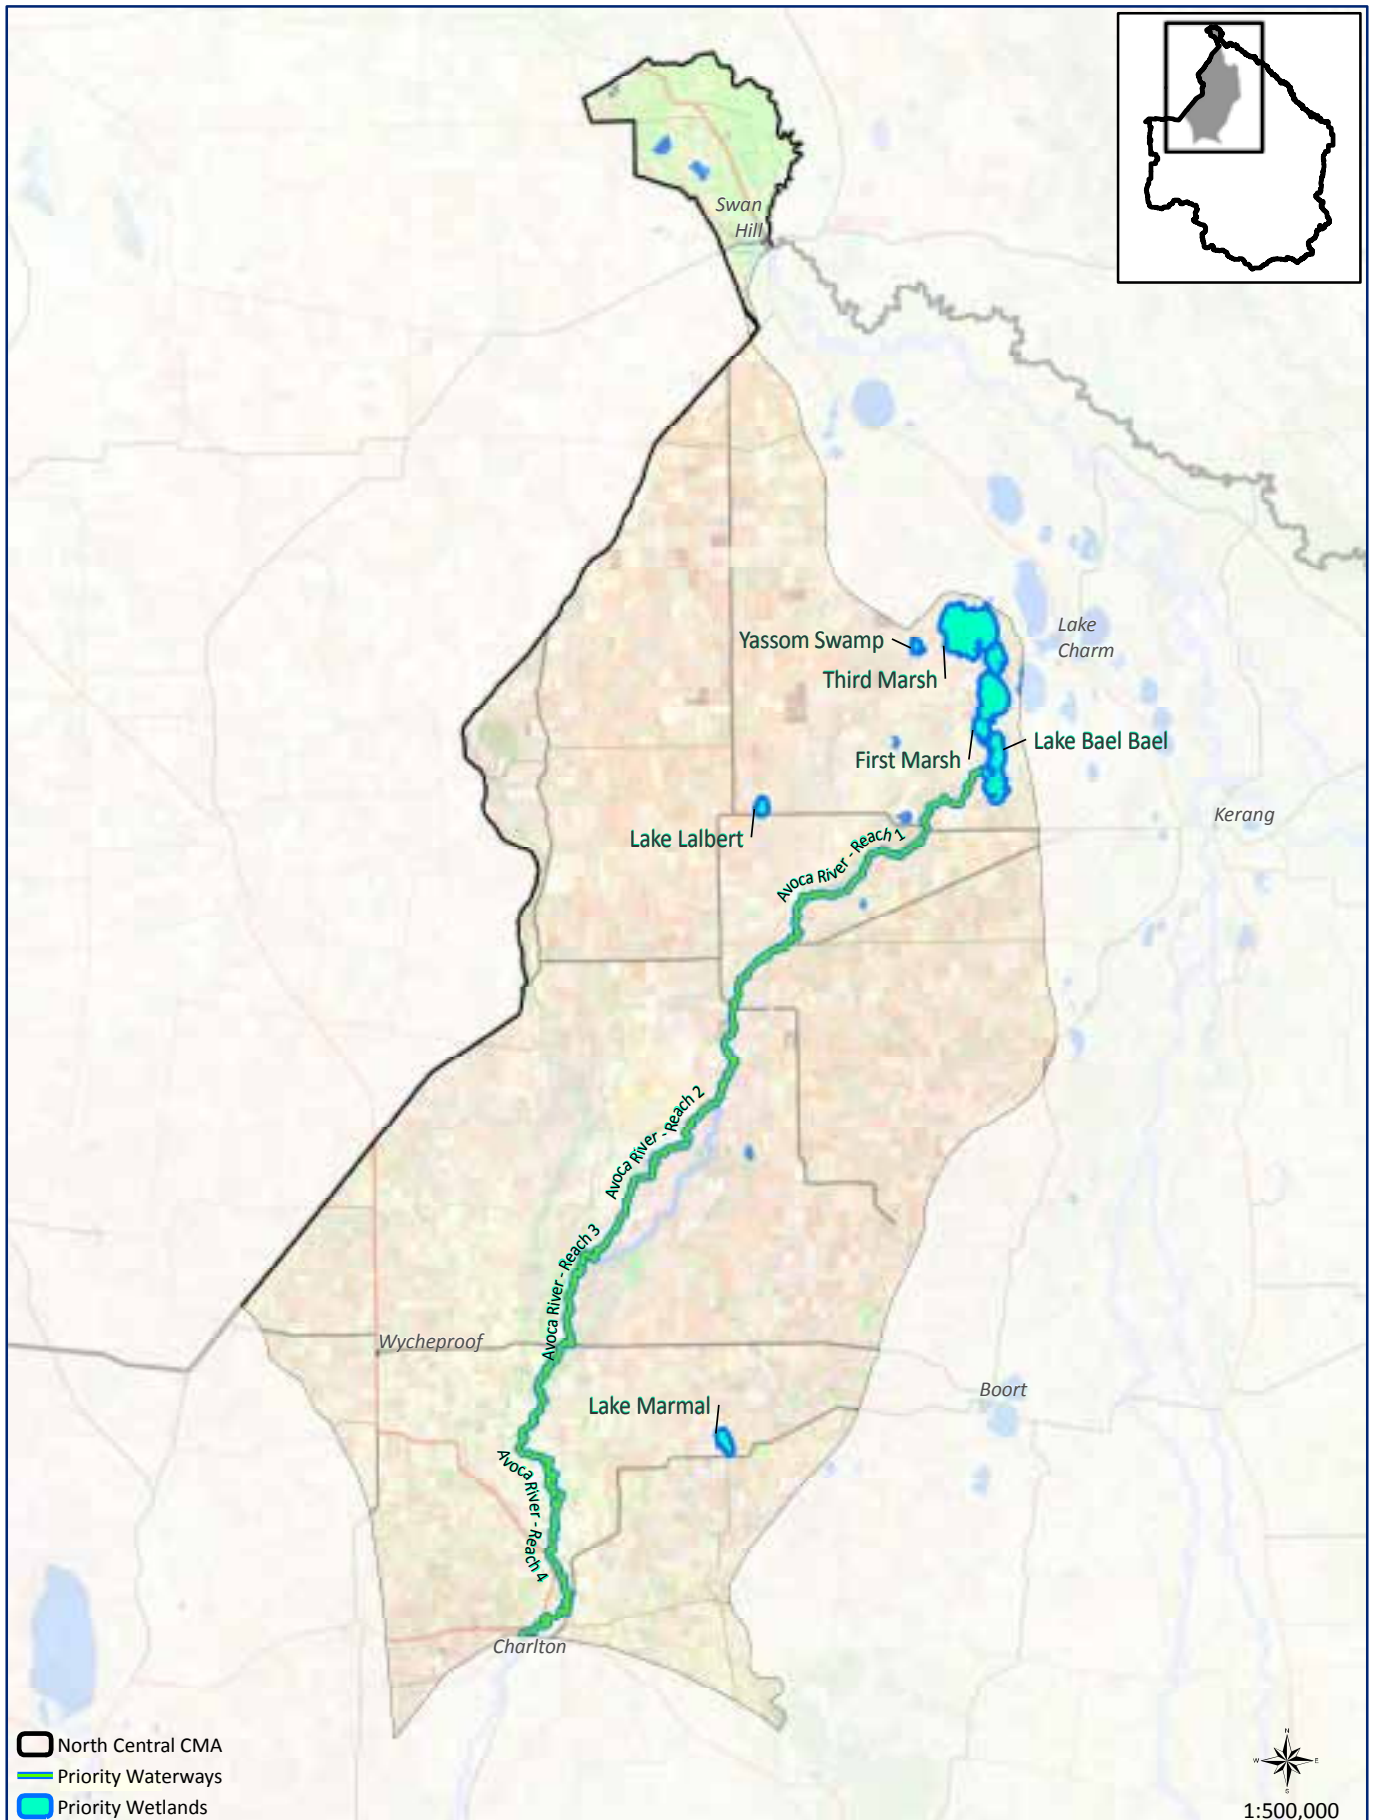 Swan
Hill
Yassom Swamp
Third Marsh
Lake
Charm
First Marsh
Lake Bael Bael
Lake Lalbert
Kerang
Avoca River - Reach 1
Avoca River - Reach 2
Avoca River - Reach 3
Wycheproof
Boort
Lake Marmal
Avoca River - Reach 4
Charlton
North Central CMA
Priority Waterways
Priority Wetlands
N
W
E
S
1:500,000